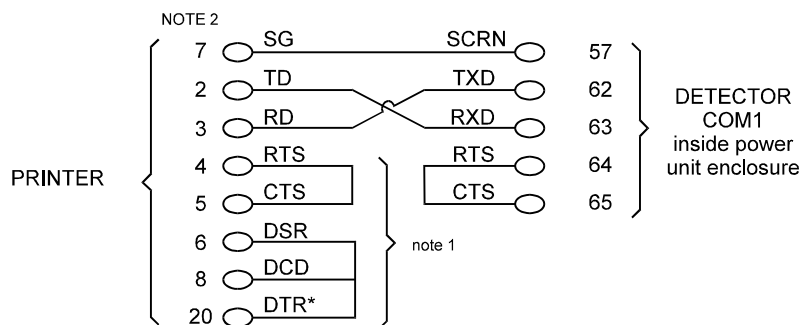 NOTE 2
7 SG SCRN 57
2 TD TXD 62
3 RD RXD 63
4 RTS RTS 64
5 CTS CTS 65
6 DSR
8 DCD
20 DTR*
PRINTER
note 1
DETECTOR
COM1
inside power
unit enclosure